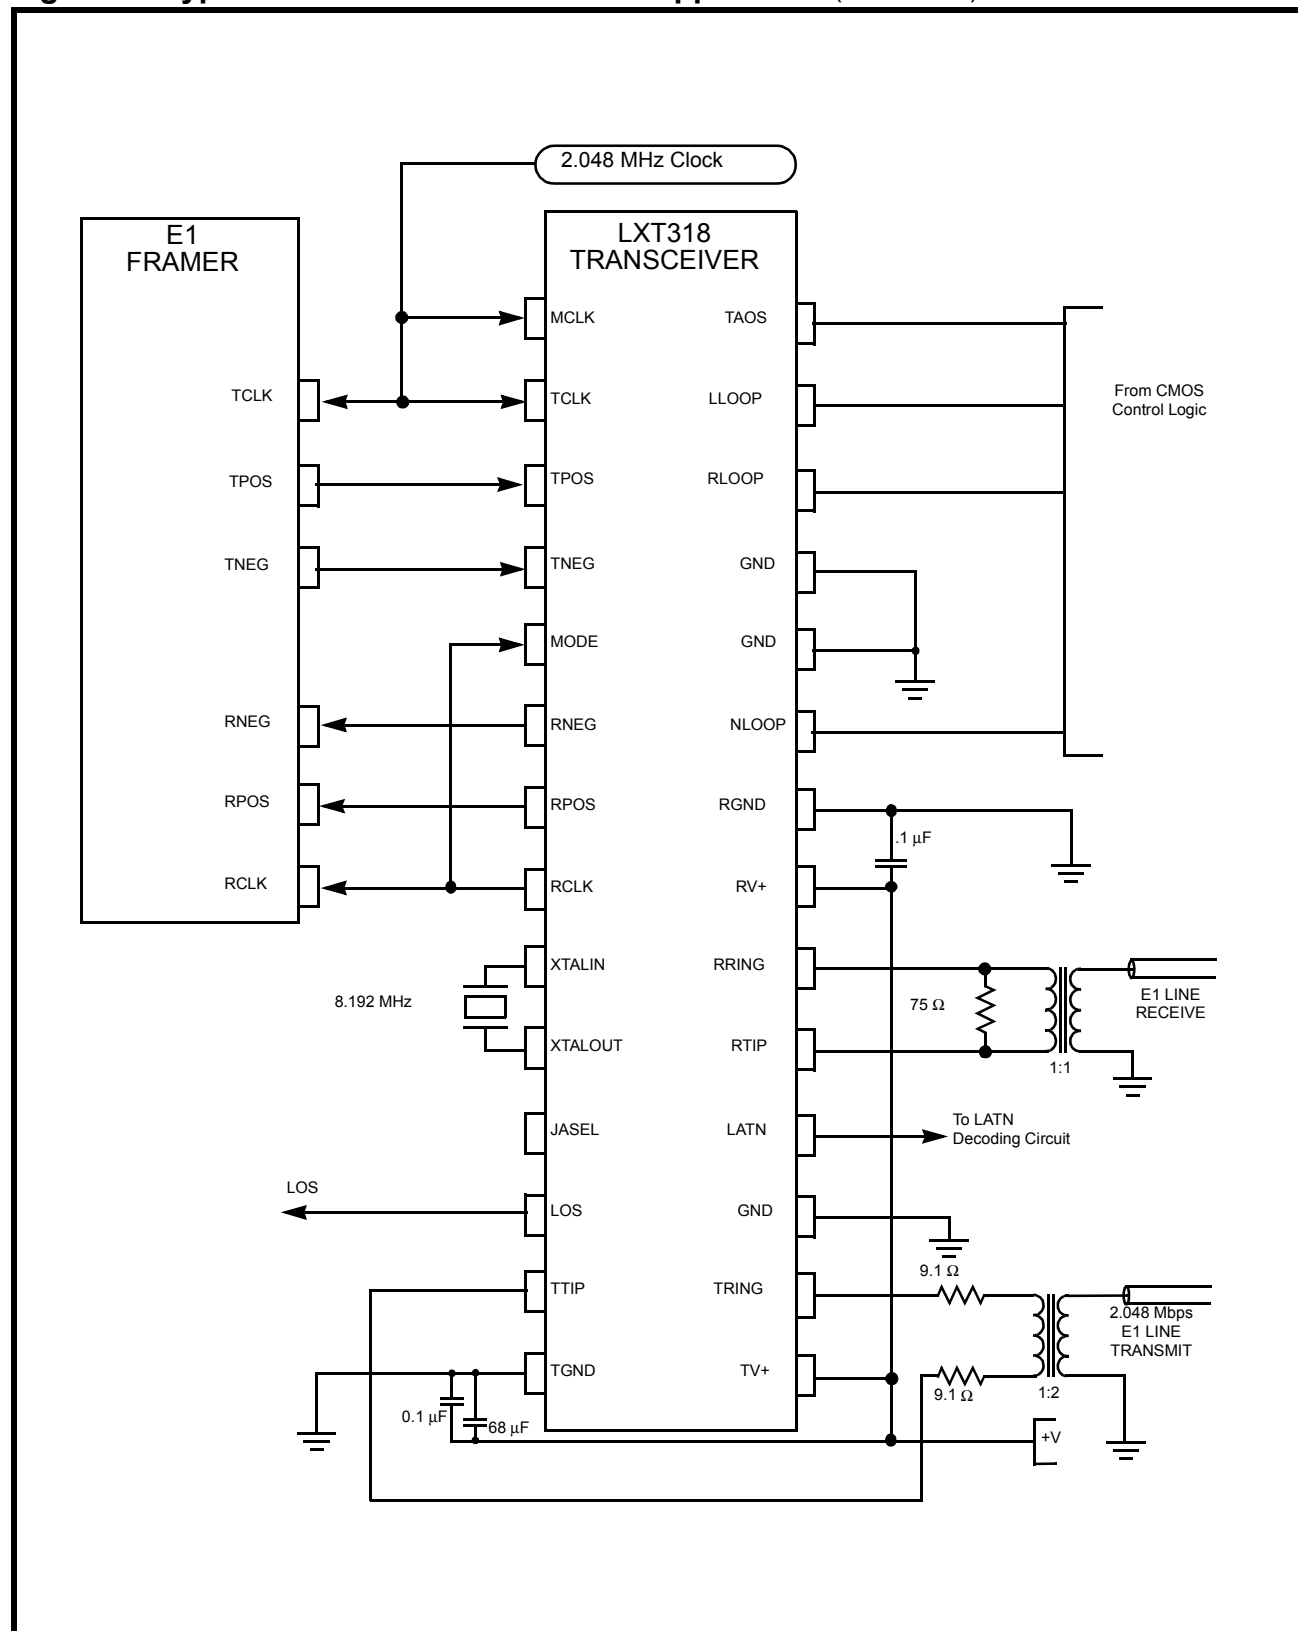 2.048 MHz Clock
E1
FRAMER
TCLK
TPOS
TNEG
RNEG
RPOS
RCLK
LXT318
TRANSCEIVER
MCLK
TCLK
TPOS
TNEG
MODE
RNEG
RPOS
RCLK
XTALIN
XTALOUT
JASEL
LOS
TTIP
TGND
TAOS
LLOOP
RLOOP
GND
GND
NLOOP
RGND
RV+
RRING
RTIP
LATN
GND
TRING
TV+
From CMOS
Control Logic
.1 μF
8.192 MHz
75 Ω
1:1
E1 LINE
RECEIVE
To LATN
Decoding Circuit
LOS
9.1 Ω
9.1 Ω
1:2
2.048 Mbps
E1 LINE
TRANSMIT
0.1 μF
68 μF
+V